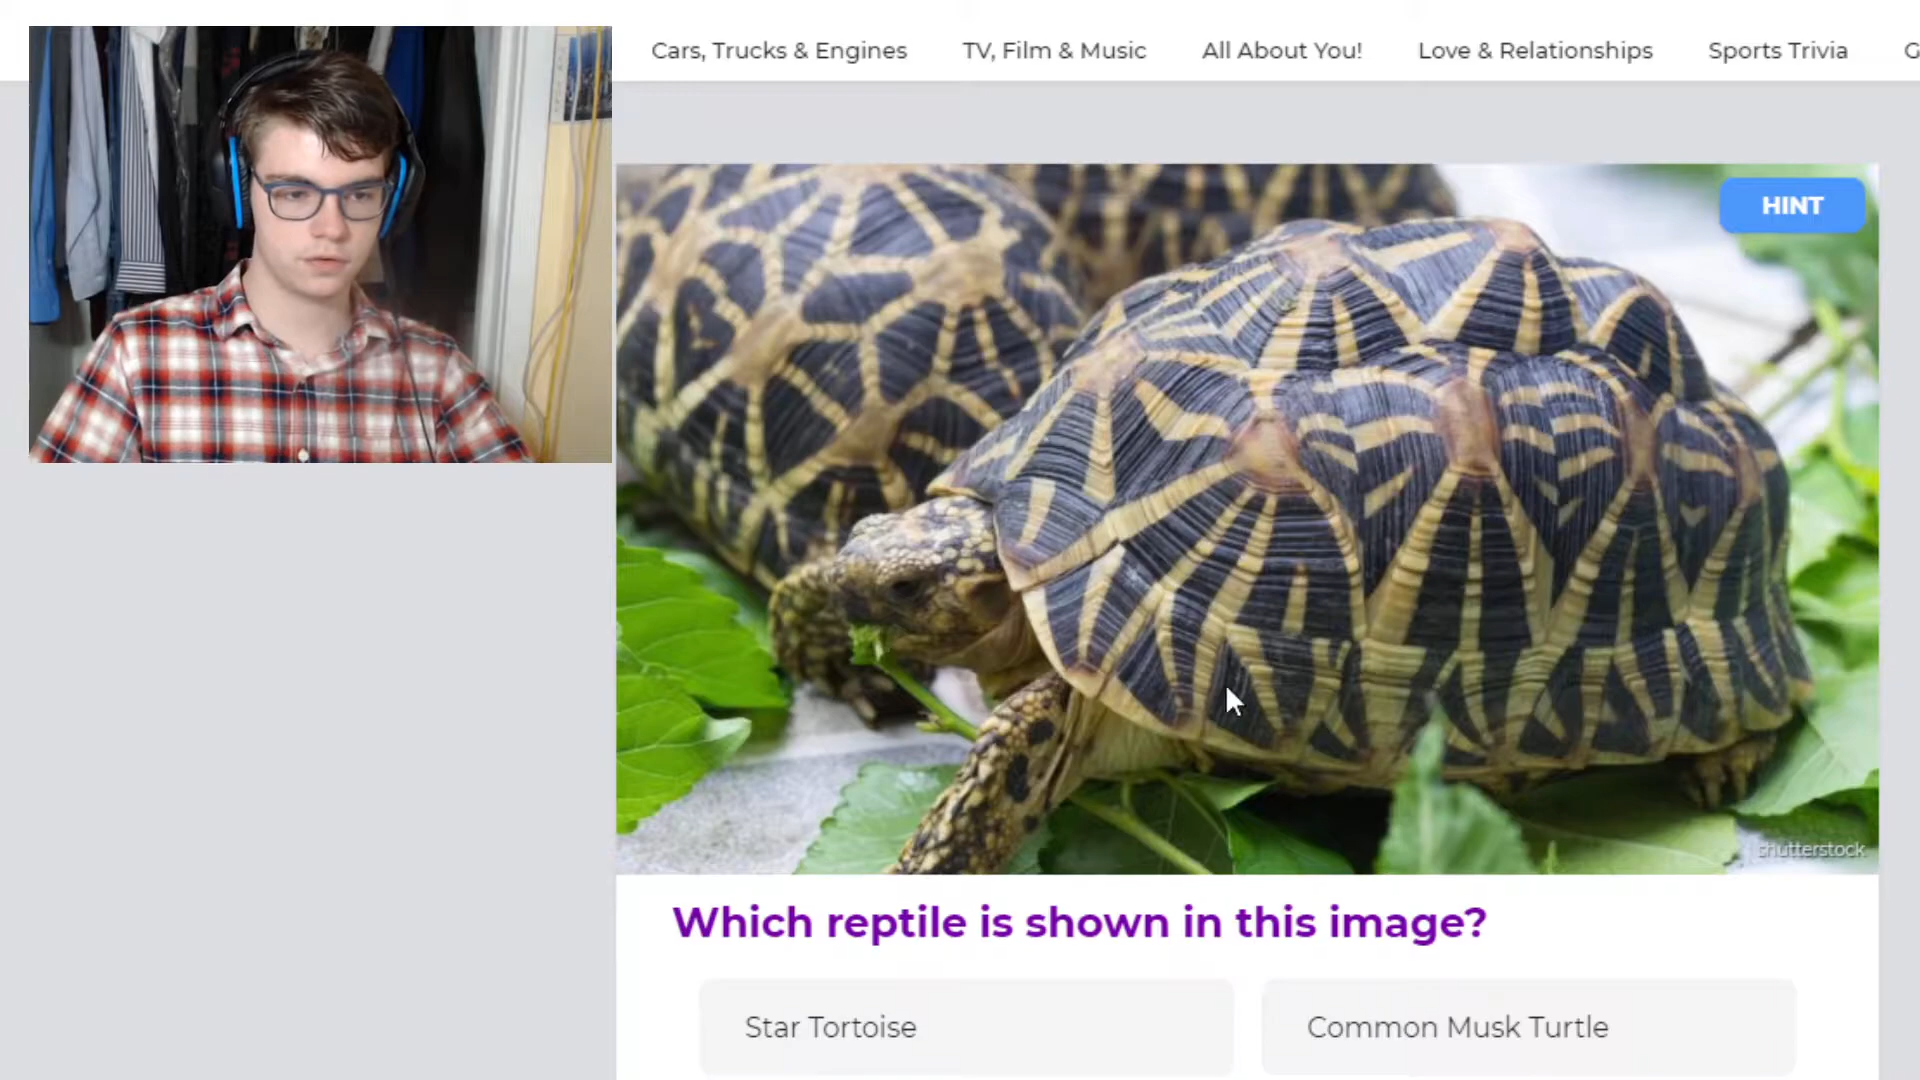 Cars, Trucks & Engines TV, Film & Music All About You! Love & Relationships Sports Trivia G
HINT
shutterstock
Which reptile is shown in this image?
Star Tortoise Common Musk Turtle